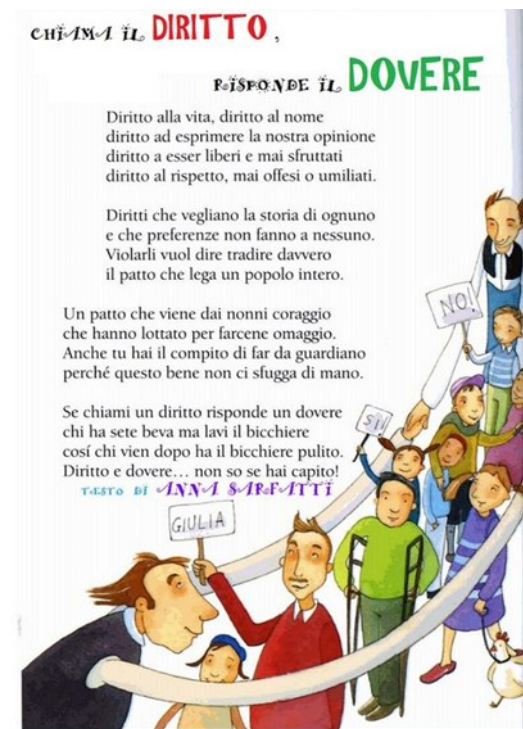 CHIAMA IL DIRITTO,
RISPONDE IL DOVERE
Diritto alla vita, diritto al nome
diritto ad esprimere la nostra opinione
diritto a esser liberi e mai sfruttati
diritto al rispetto, mai offesi o umiliati.
Diritti che vegliano la storia di ognuno
e che preferenze non fanno a nessuno.
Violarli vuol dire tradire davvero
il patto che lega un popolo intero.
Un patto che viene dai nonni coraggio
che hanno lottato per farcene omaggio.
Anche tu hai il compito di far da guardiano
perché questo bene non ci sfugga di mano.
Se chiami un diritto risponde un dovere
chi ha sete beva ma lavi il bicchiere
cosí chi vien dopo ha il bicchiere pulito.
Diritto e dovere... non so se hai capito!
TESTO DI ANNA SARFATTI
NO!
SI!
GIULIA